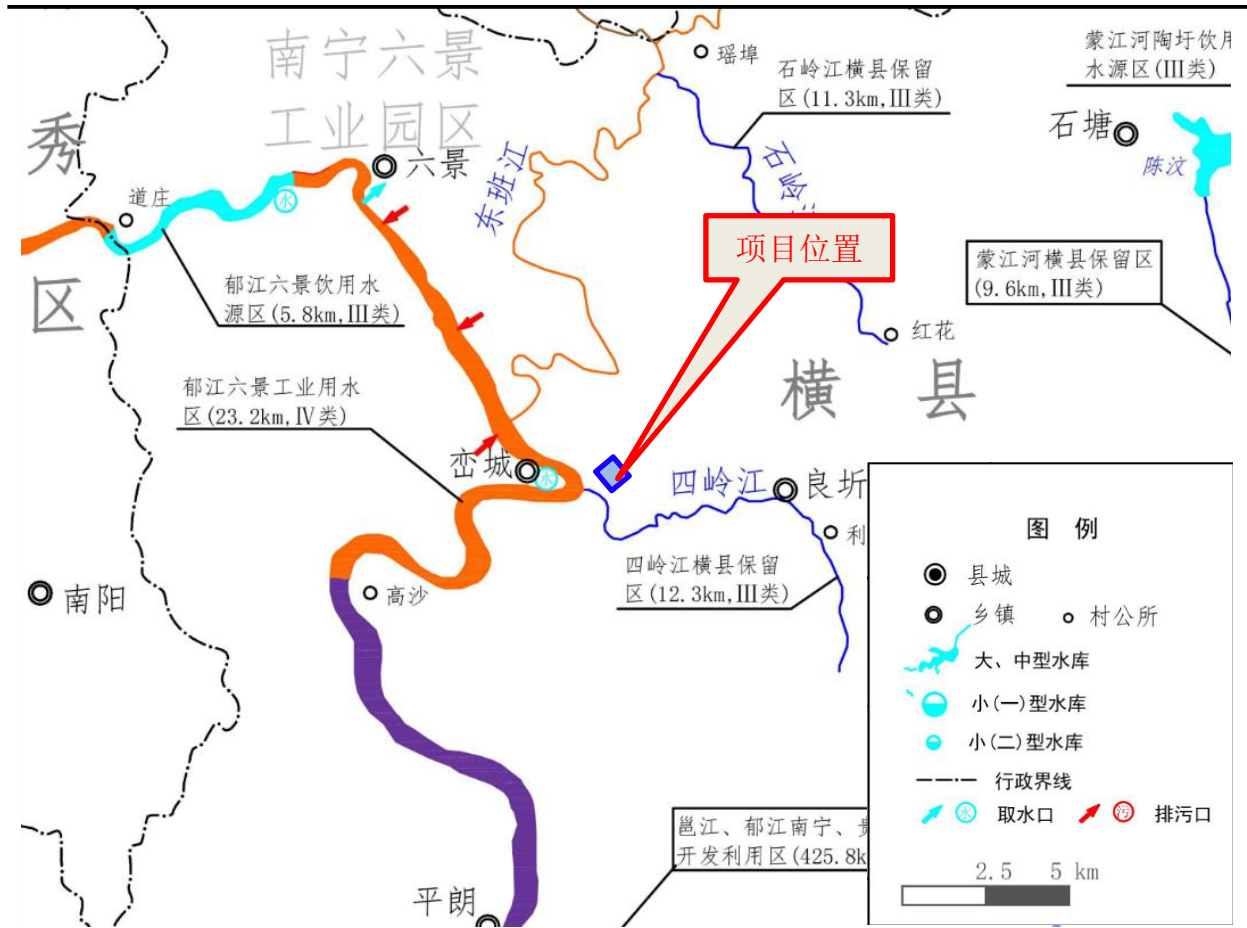 南宁六景
工业园区
瑶埠
石岭江横县保留
区(11.3km,III类)
蒙江河陶圩饮用
水源区(III类)
石塘
陈汶
秀
区
六景
道庄
水
东班江
石岭江
项目位置
蒙江河横县保留区
(9.6km,III类)
郁江六景饮用水
源区(5.8km,III类)
红花
郁江六景工业用水
区(23.2km,IV类)
横县
峦城
水
四岭江
良圻
利
四岭江横县保留
区(12.3km,III类)
南阳
高沙
邕江、郁江南宁、贵
开发利用区(425.8k
平朗
图 例
县城
乡镇
村公所
大、中型水库
小(一)型水库
小(二)型水库
行政界线
水 取水口
污 排污口
2.5 5 km